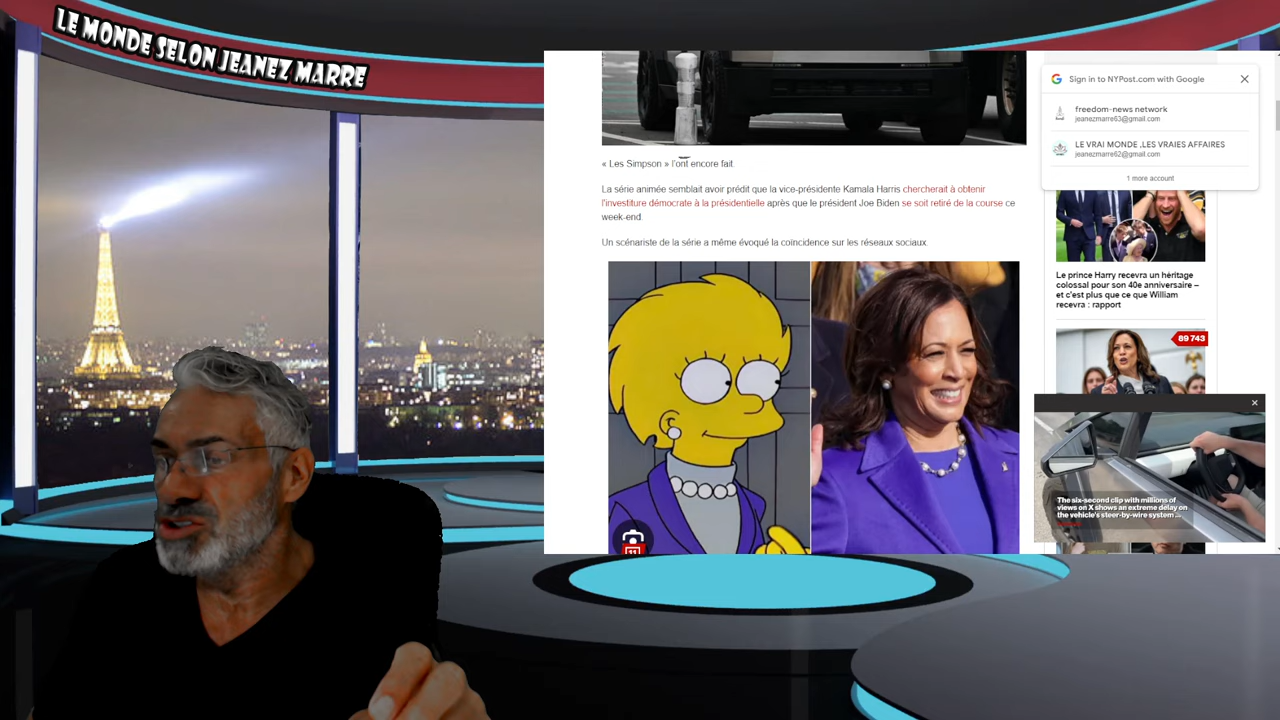 LE MONDE SELON JEANEZ MARRE
« Les Simpson » l'ont encore fait.
La série animée semblait avoir prédit que la vice-présidente Kamala Harris chercherait à obtenir
l'investiture démocrate à la présidentielle après que le président Joe Biden se soit retiré de la course ce
week-end.
Un scénariste de la série a même évoqué la coïncidence sur les réseaux sociaux.
11
Sign in to NYPost.com with Google
freedom-news network
jeanezmarre63@gmail.com
LE VRAI MONDE ,LES VRAIES AFFAIRES
jeanezmarre62@gmail.com
1 more account
Le prince Harry recevra un héritage
colossal pour son 40e anniversaire –
et c'est plus que ce que William
recevra : rapport
89 743
The six-second clip with millions of
views on X shows an extreme delay on
the vehicle's steer-by-wire system ...